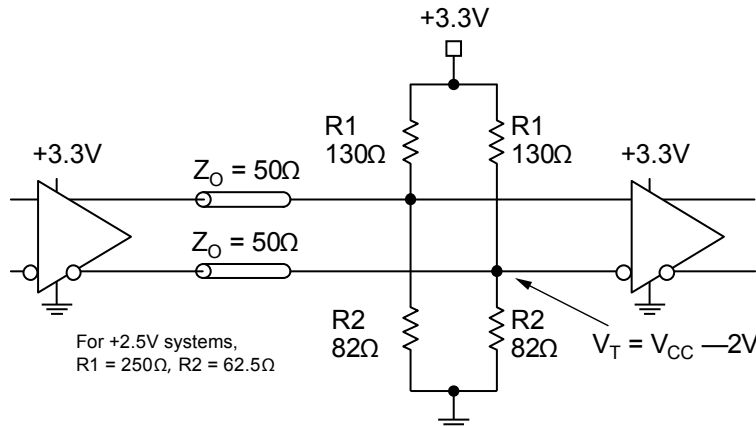 +3.3V
R1
130Ω
R1
130Ω
+3.3V
Z_O = 50Ω
+3.3V
Z_O = 50Ω
R2
82Ω
R2
82Ω
For +2.5V systems,
R1 = 250Ω, R2 = 62.5Ω
V_T = V_CC —2V